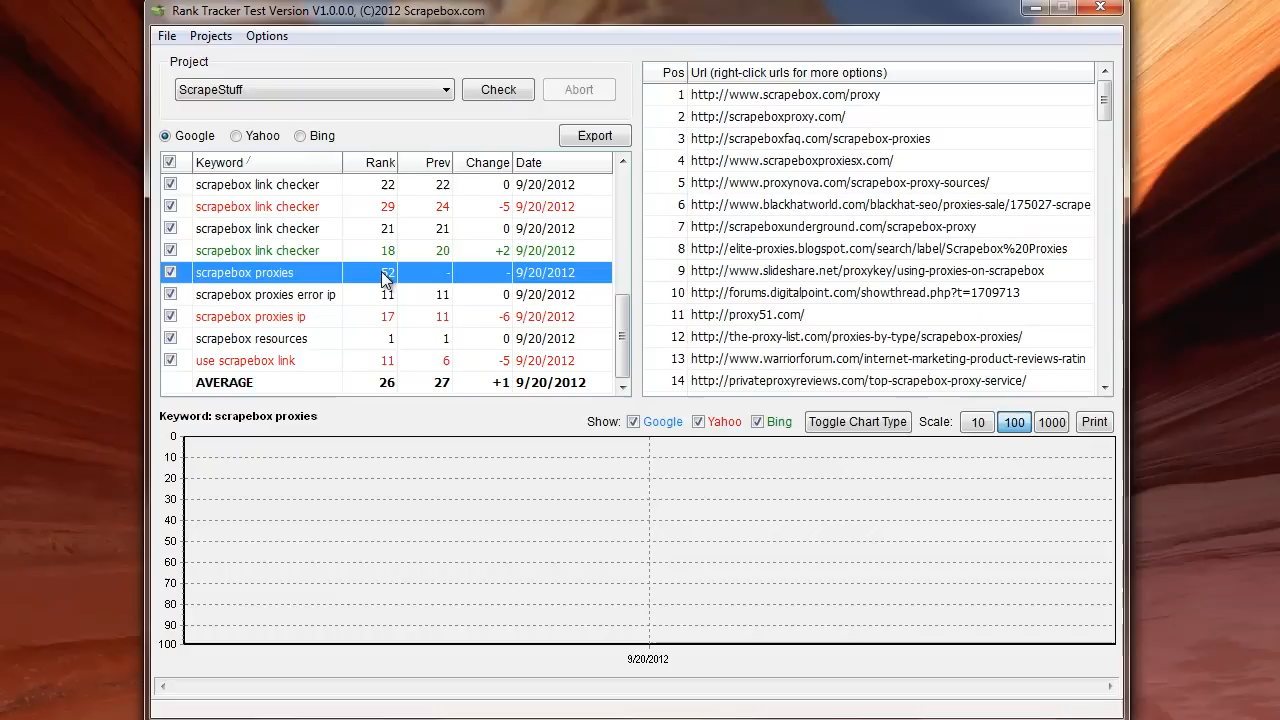 Rank Tracker Test Version V1.0.0.0, (C)2012 Scrapebox.com
File Projects Options
Project
ScrapeStuff Check Abort
Google Yahoo Bing Export
Keyword Rank Prev Change Date
scrapebox link checker 22 22 0 9/20/2012
scrapebox link checker 29 24 -5 9/20/2012
scrapebox link checker 21 21 0 9/20/2012
scrapebox link checker 18 20 +2 9/20/2012
scrapebox proxies 52 - - 9/20/2012
scrapebox proxies error ip 11 11 0 9/20/2012
scrapebox proxies ip 17 11 -6 9/20/2012
scrapebox resources 1 1 0 9/20/2012
use scrapebox link 11 6 -5 9/20/2012
AVERAGE 26 27 +1 9/20/2012
Pos Url (right-click urls for more options)
1 http://www.scrapebox.com/proxy
2 http://scrapeboxproxy.com/
3 http://scrapeboxfaq.com/scrapebox-proxies
4 http://www.scrapeboxproxiesx.com/
5 http://www.proxynova.com/scrapebox-proxy-sources/
6 http://www.blackhatworld.com/blackhat-seo/proxies-sale/175027-scrape
7 http://scrapeboxunderground.com/scrapebox-proxy
8 http://elite-proxies.blogspot.com/search/label/Scrapebox%20Proxies
9 http://www.slideshare.net/proxykey/using-proxies-on-scrapebox
10 http://forums.digitalpoint.com/showthread.php?t=1709713
11 http://proxy51.com/
12 http://the-proxy-list.com/proxies-by-type/scrapebox-proxies/
13 http://www.warriorforum.com/internet-marketing-product-reviews-ratin
14 http://privateproxyreviews.com/top-scrapebox-proxy-service/
Keyword: scrapebox proxies
Show: Google Yahoo Bing Toggle Chart Type Scale: 10 100 1000 Print
0
10
20
30
40
50
60
70
80
90
100
9/20/2012